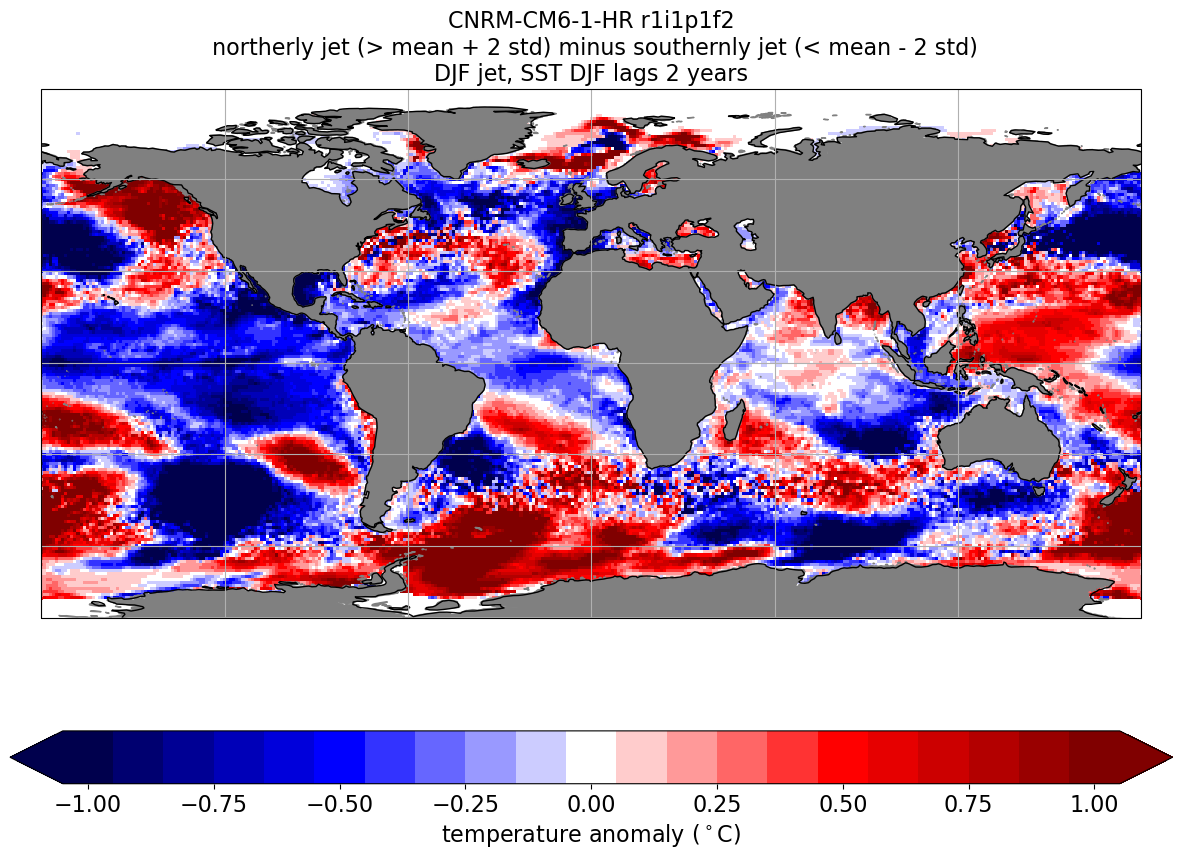 CNRM-CM6-1-HR r1i1p1f2
northerly jet (> mean + 2 std) minus southernly jet (< mean - 2 std)
DJF jet, SST DJF lags 2 years
−1.00 −0.75 −0.50 −0.25 0.00 0.25 0.50 0.75 1.00
temperature anomaly (°C)